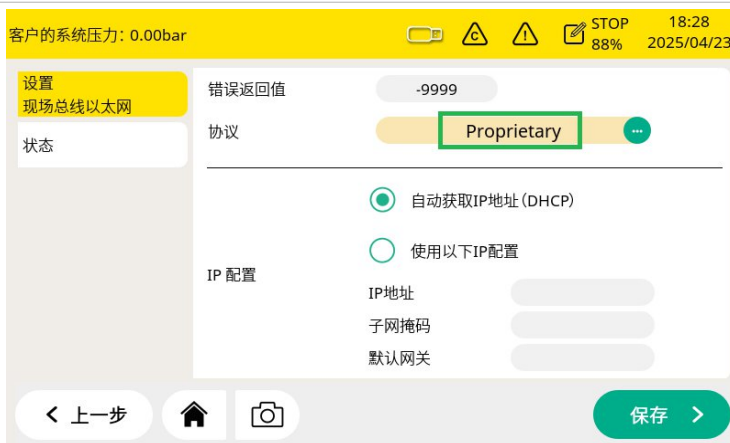 客户的系统压力: 0.00bar
C
!
STOP
88%
18:28
2025/04/23
设置
现场总线以太网
状态
错误返回值
-9999
协议
Proprietary
...
自动获取IP地址(DHCP)
使用以下IP配置
IP 配置
IP地址
子网掩码
默认网关
上一步
保存